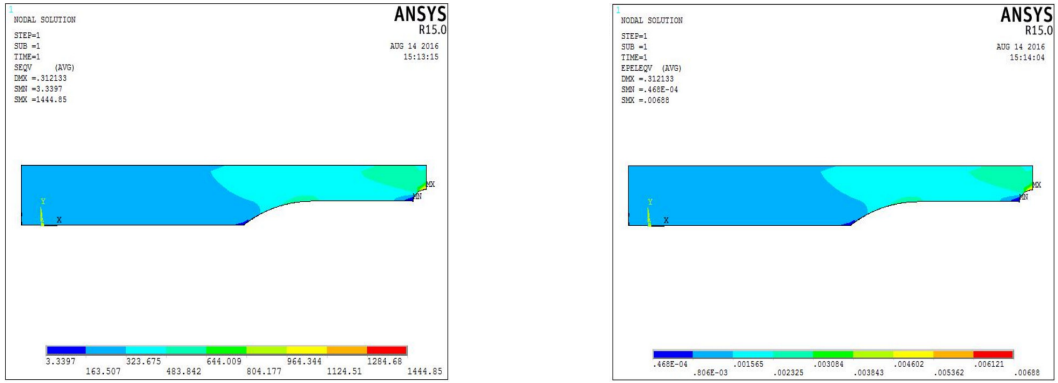 1
NODAL SOLUTION
STEP=1
SUB =1
TIME=1
SEQV (AVG)
DMX =.312133
SMN =3.3397
SMX =1444.85
ANSYS
R15.0
AUG 14 2016
15:13:15
Y
X
MX
MN
3.3397 323.675 644.009 964.344 1284.68
163.507 483.842 804.177 1124.51 1444.85
1
NODAL SOLUTION
STEP=1
SUB =1
TIME=1
EPELEQV (AVG)
DMX =.312133
SMN =.468E-04
SMX =.00688
ANSYS
R15.0
AUG 14 2016
15:14:04
Y
X
MX
MN
.468E-04 .001565 .003084 .004602 .006121
.806E-03 .002325 .003843 .005362 .00688